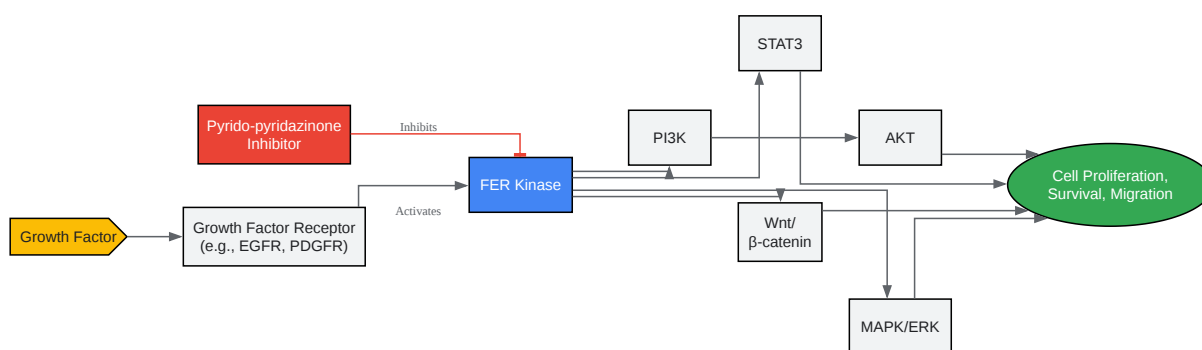 STAT3
Pyrido-pyridazinone
Inhibitor
Inhibits
PI3K
AKT
FER Kinase
Cell Proliferation,
Survival, Migration
Activates
Growth Factor
Growth Factor Receptor
(e.g., EGFR, PDGFR)
Wnt/
β-catenin
MAPK/ERK